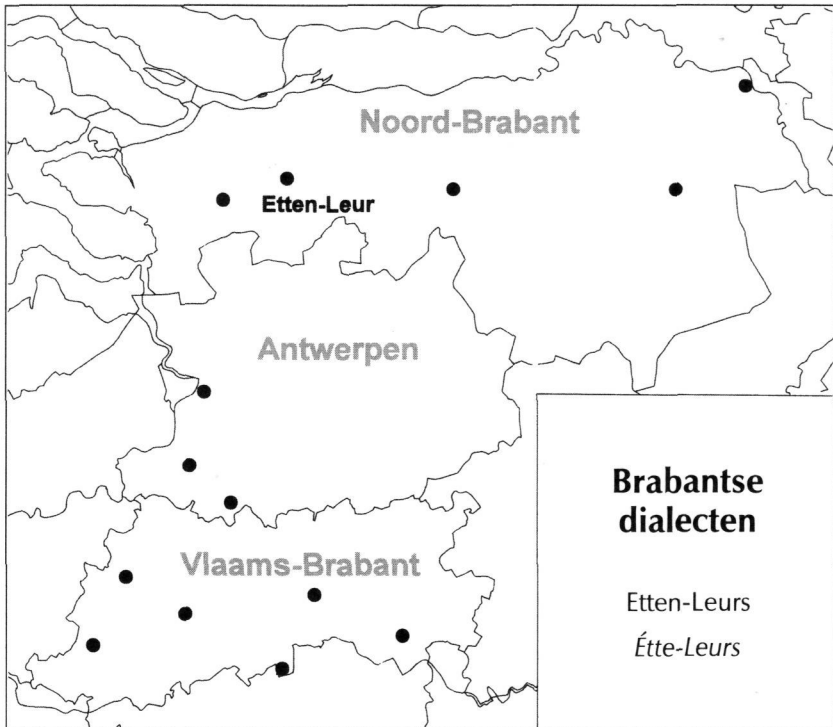 Noord-Brabant
Etten-Leur
Antwerpen
Vlaams-Brabant
Brabantse
dialecten
Etten-Leurs
Étte-Leurs